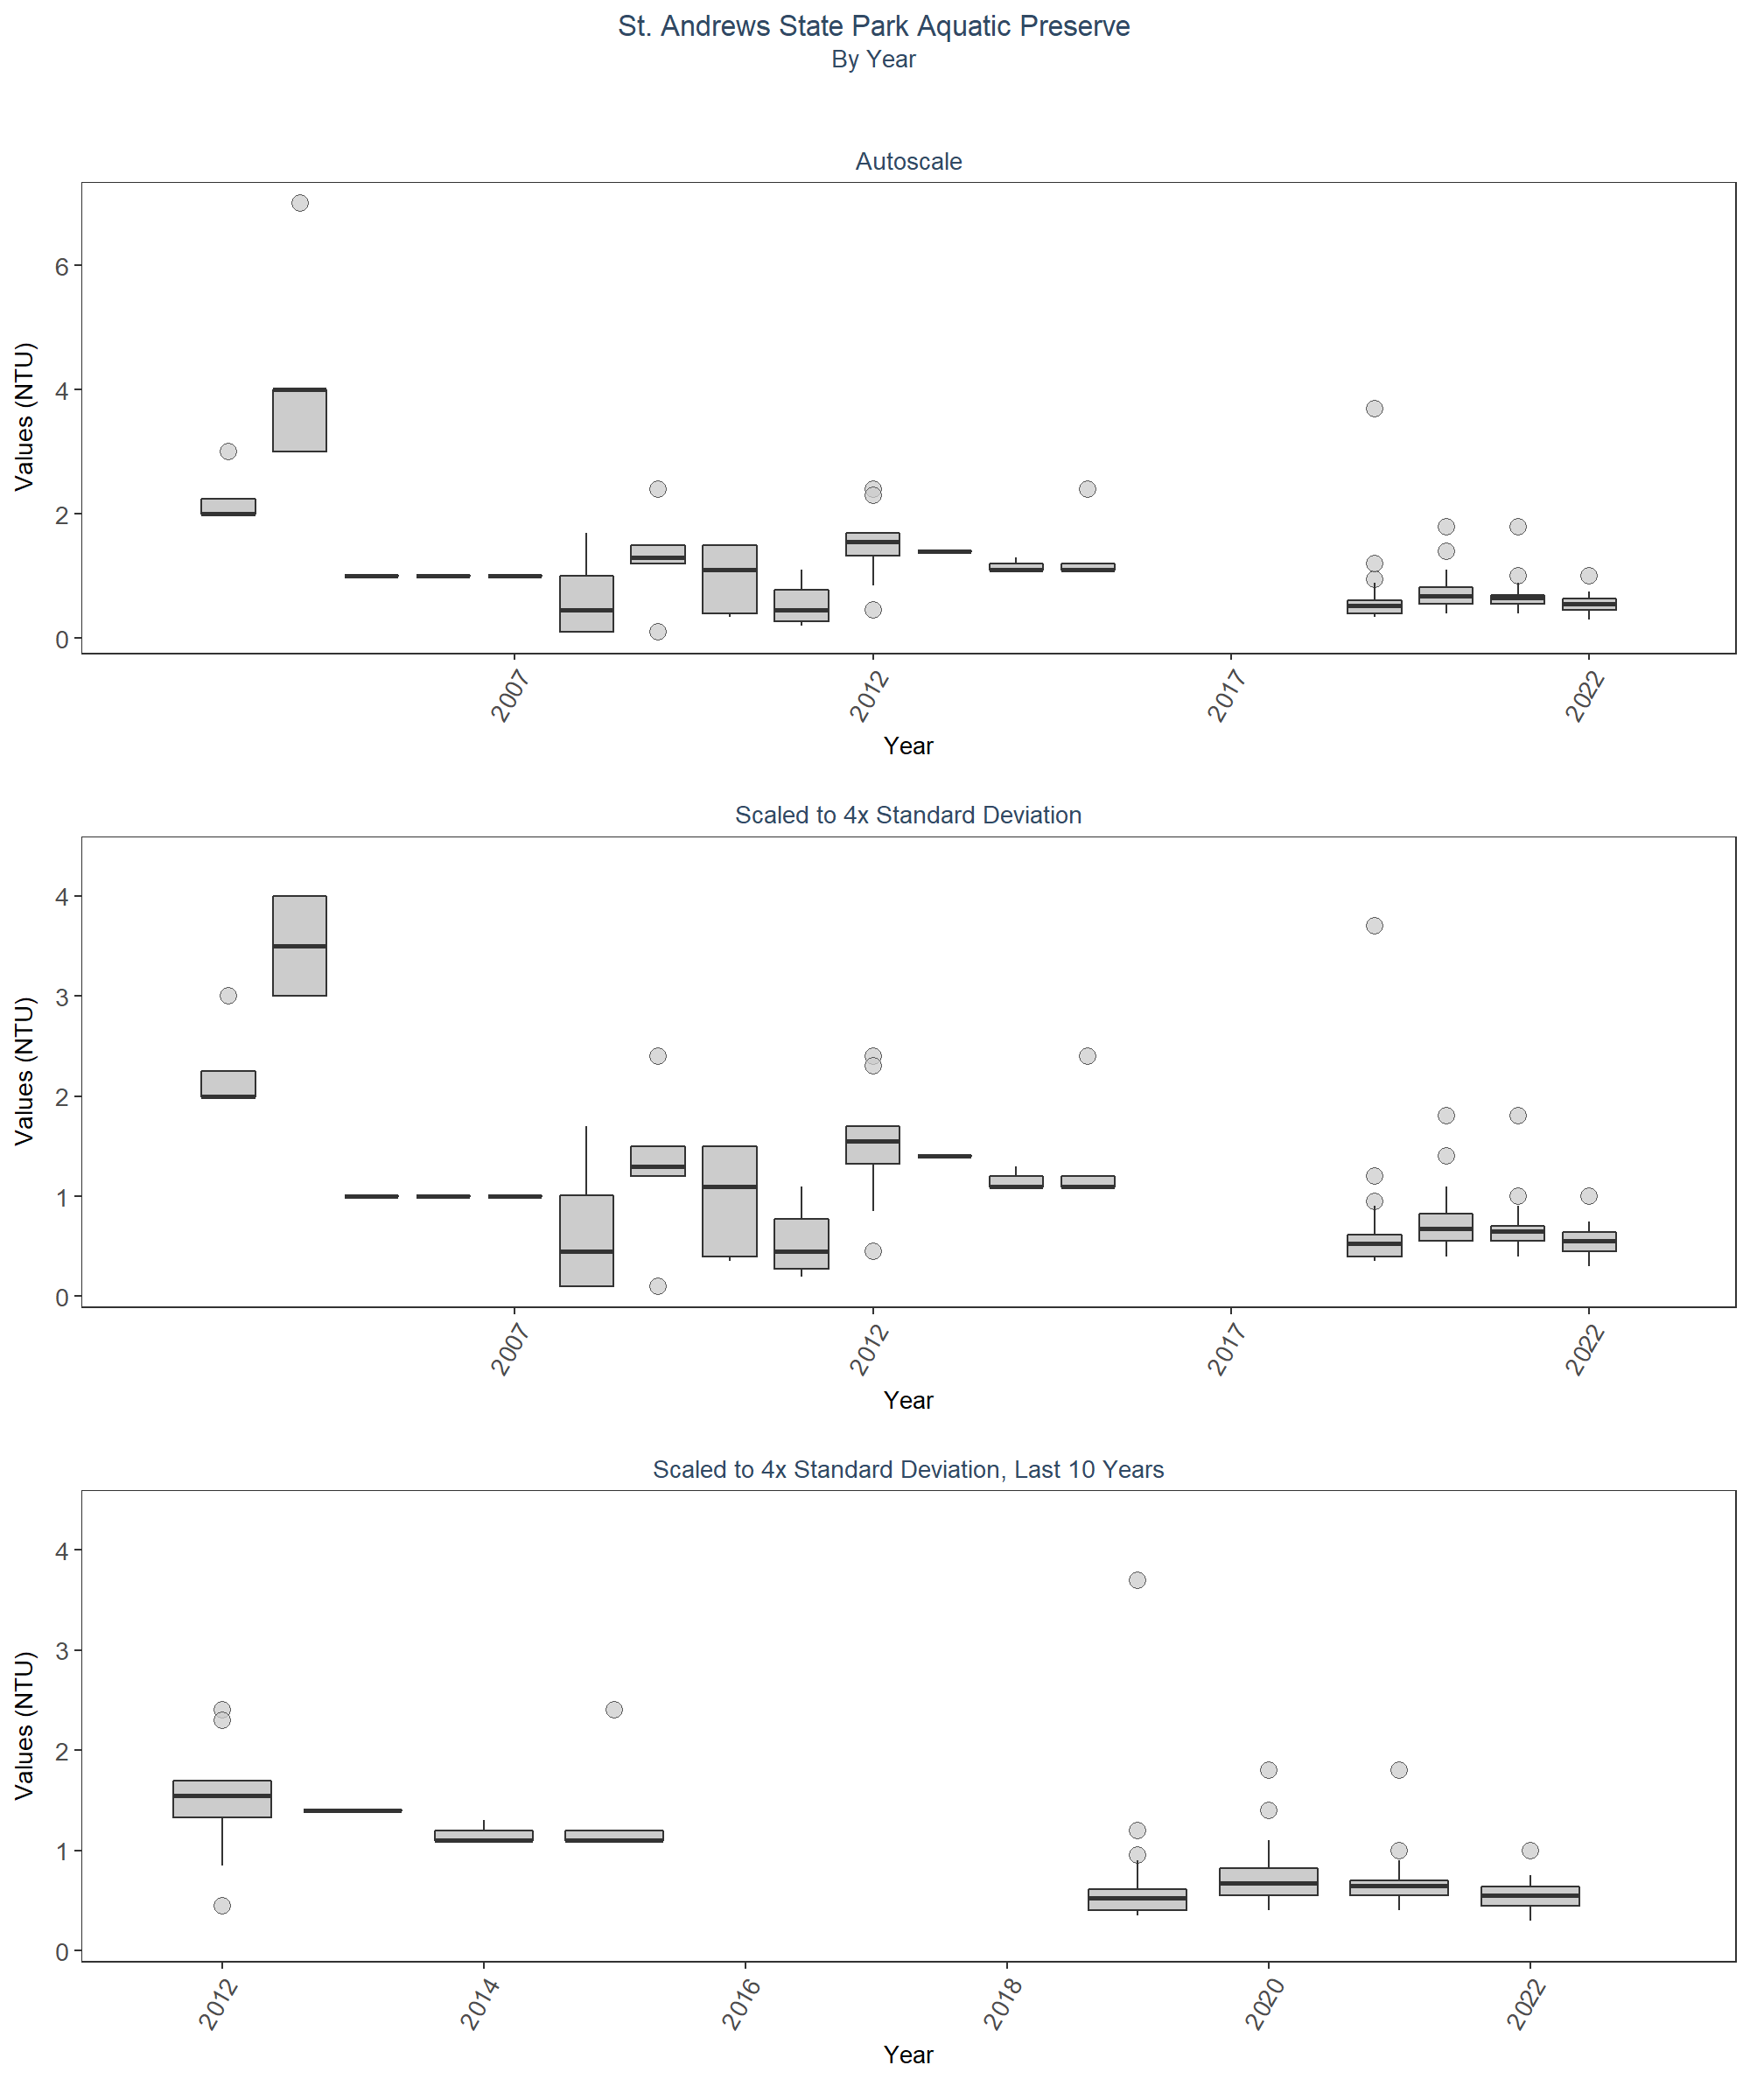 St. Andrews State Park Aquatic Preserve
By Year
Autoscale
Values (NTU)
6
4
2
0
2007
2012
2017
2022
Year
Scaled to 4x Standard Deviation
Values (NTU)
4
3
2
1
0
2007
2012
2017
2022
Year
Scaled to 4x Standard Deviation, Last 10 Years
Values (NTU)
4
3
2
1
0
2012
2014
2016
2018
2020
2022
Year